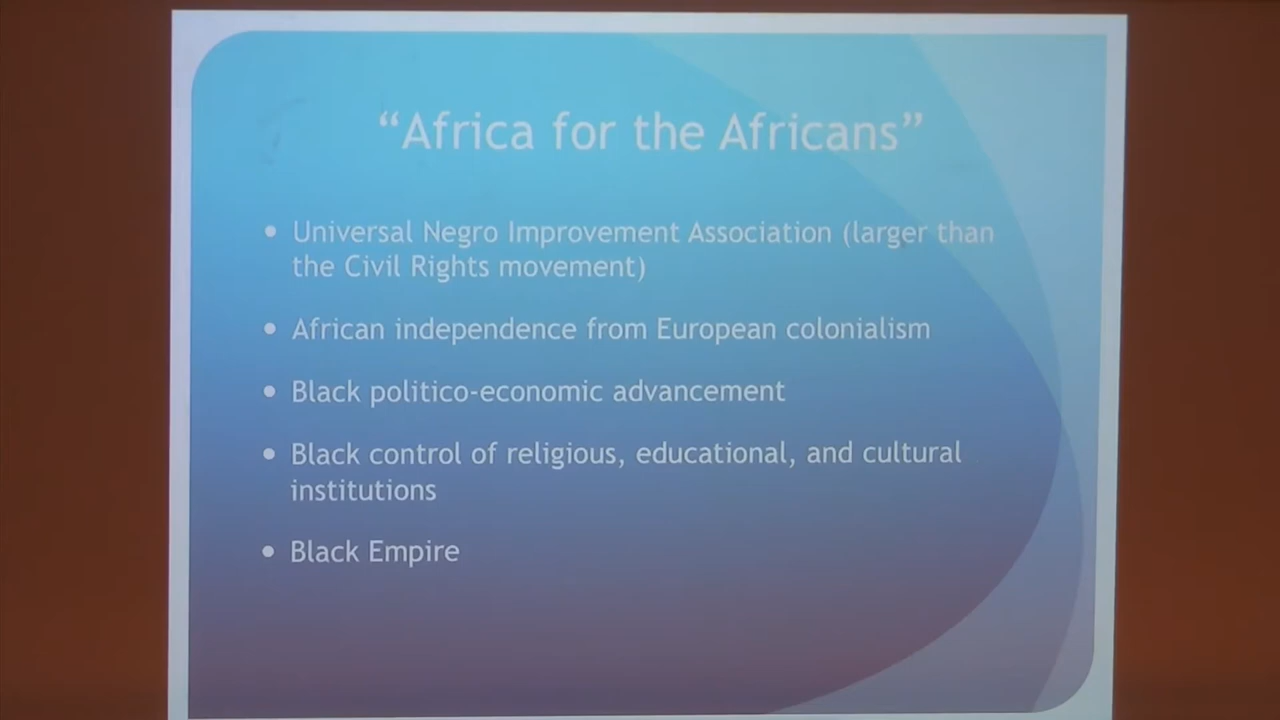 “Africa for the Africans”
• Universal Negro Improvement Association (larger than
the Civil Rights movement)
• African independence from European colonialism
• Black politico-economic advancement
• Black control of religious, educational, and cultural
institutions
• Black Empire